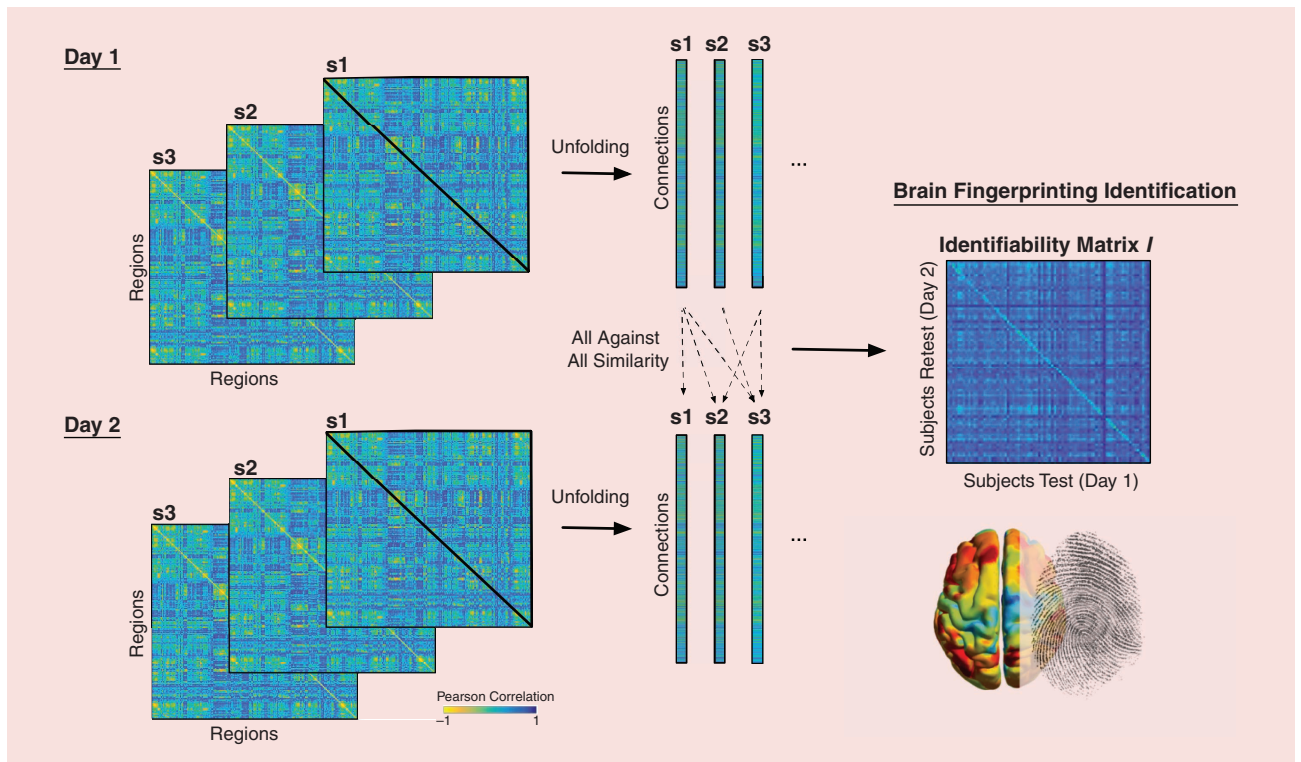 Day 1
s1
s2
s3
Regions
Regions
Unfolding
s1 s2 s3
Connections
...
All Against
All Similarity
Day 2
s1
s2
s3
Regions
Regions
Unfolding
s1 s2 s3
Connections
...
Pearson Correlation
–1 1
Brain Fingerprinting Identification
Identifiability Matrix I
Subjects Retest (Day 2)
Subjects Test (Day 1)